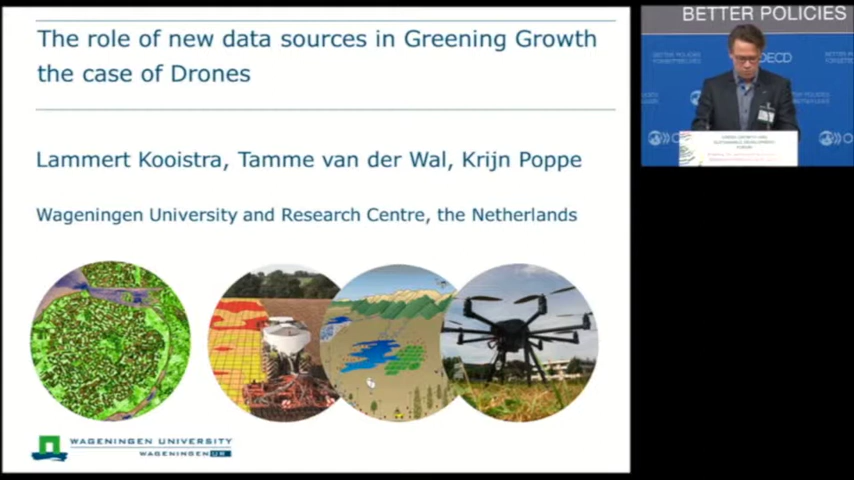 The role of new data sources in Greening Growth
the case of Drones
Lammert Kooistra, Tamme van der Wal, Krijn Poppe
Wageningen University and Research Centre, the Netherlands
WAGENINGEN UNIVERSITY
WAGENINGEN UR
BETTER POLICIES
OECD